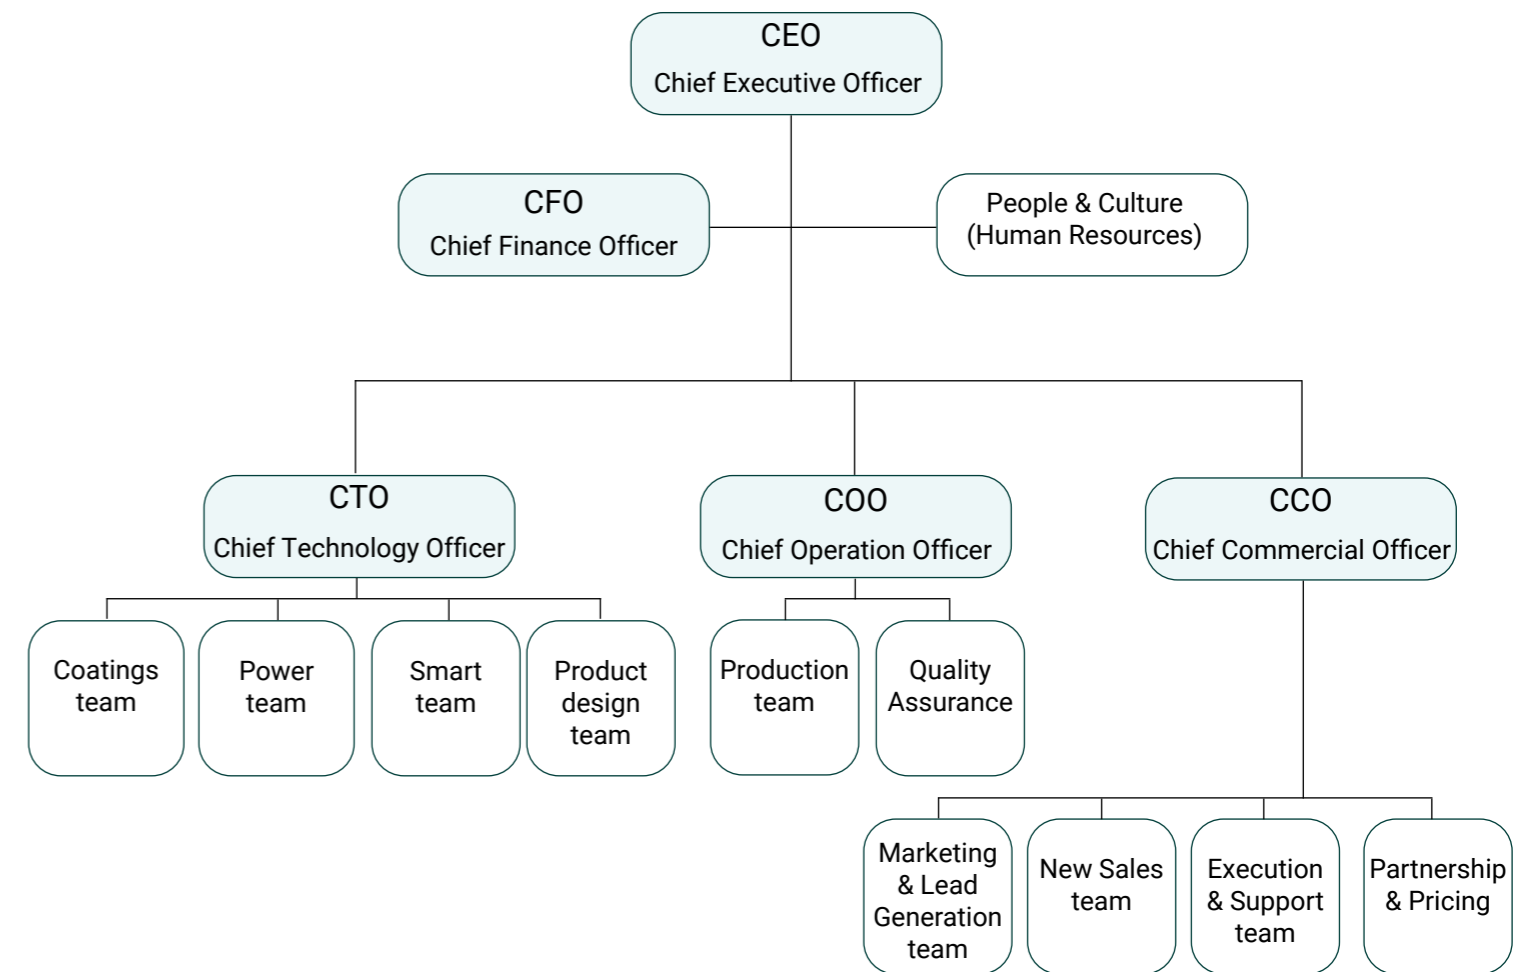 CEO
Chief Executive Officer
CFO
Chief Finance Officer
People & Culture
(Human Resources)
CTO
Chief Technology Officer
COO
Chief Operation Officer
CCO
Chief Commercial Officer
Coatings
team
Power
team
Smart
team
Product
design
team
Production
team
Quality
Assurance
Marketing
& Lead
Generation
team
New Sales
team
Execution
& Support
team
Partnership
& Pricing